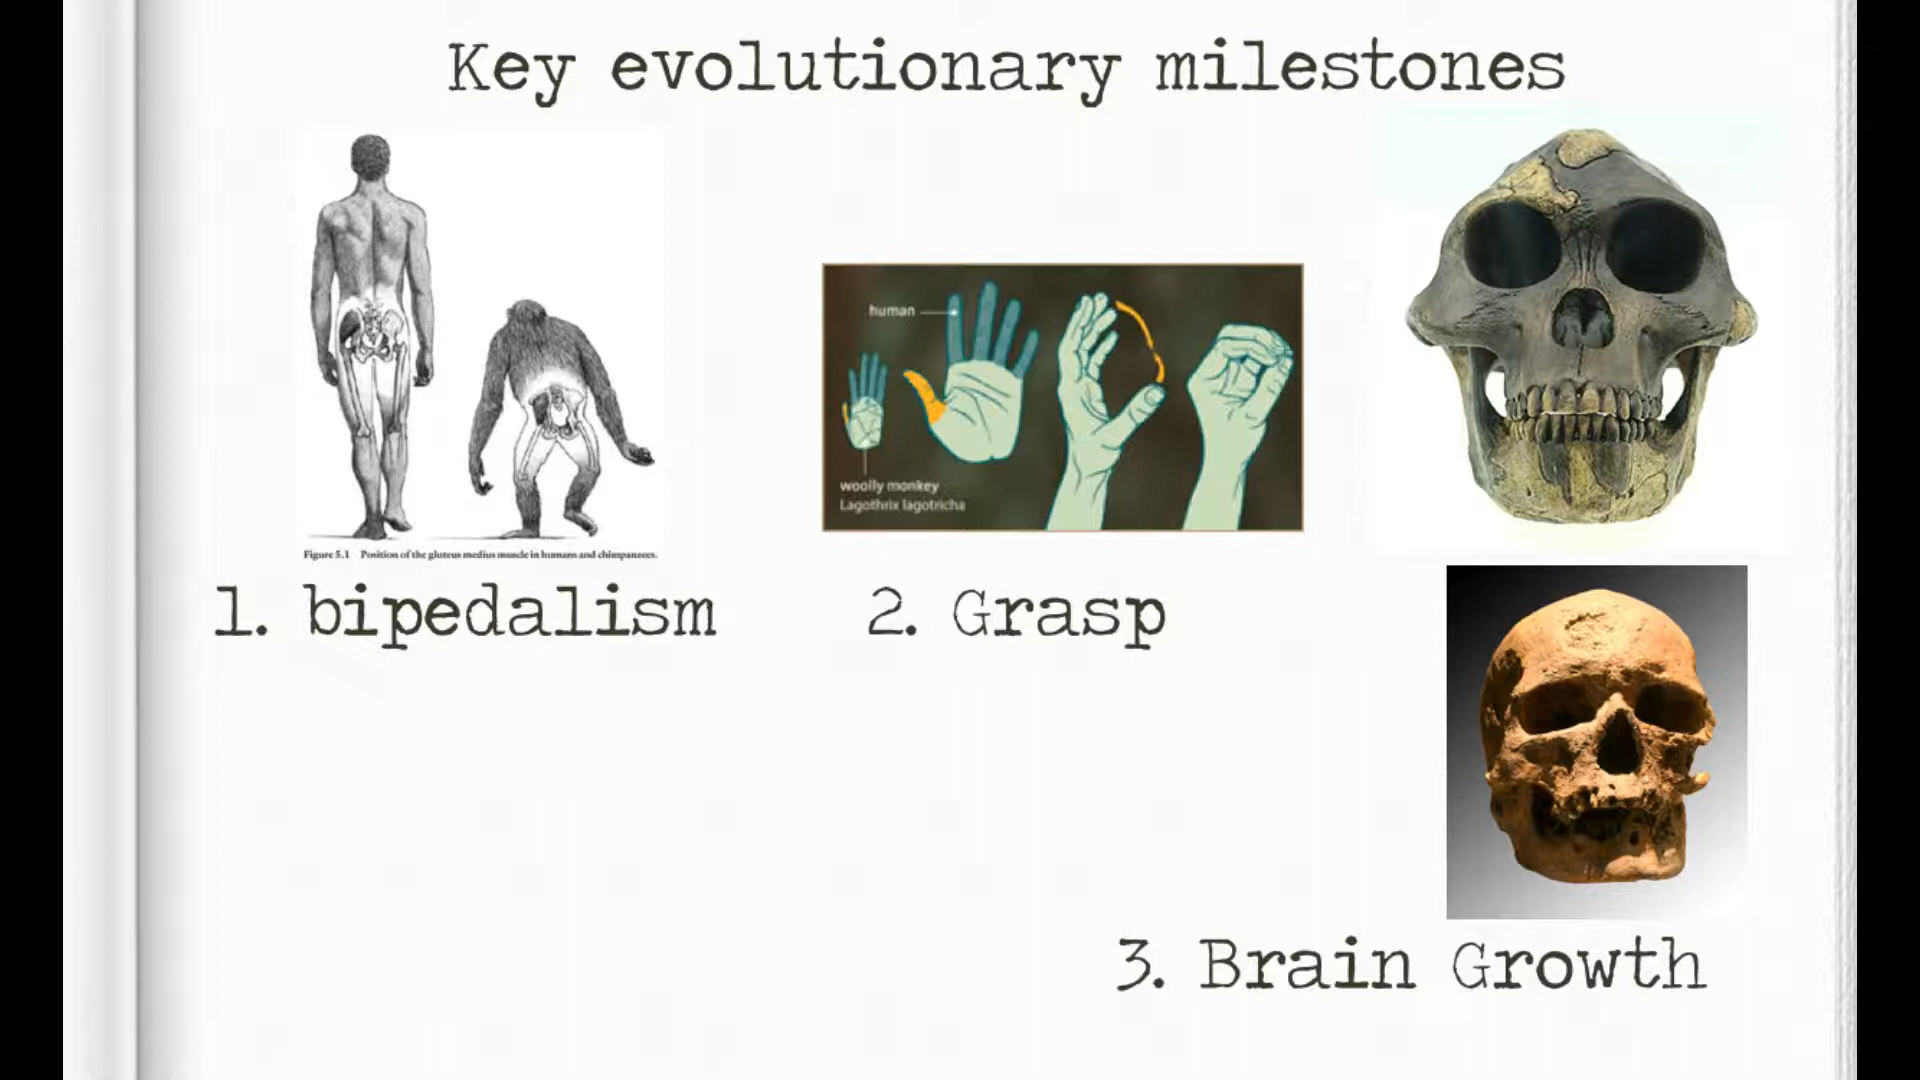 Key evolutionary milestones
Figure 5.1 Position of the gluteus medius muscle in humans and chimpanzees.
1. bipedalism
human
woolly monkey
Lagothrix lagotricha
2. Grasp
3. Brain Growth